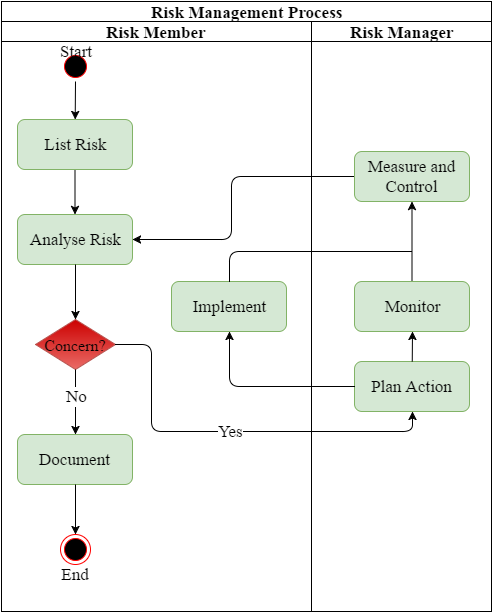 Risk Management Process
Risk Member
Risk Manager
Start
List Risk
Measure and
Control
Analyse Risk
Implement
Monitor
Concern?
Plan Action
No
Yes
Document
End